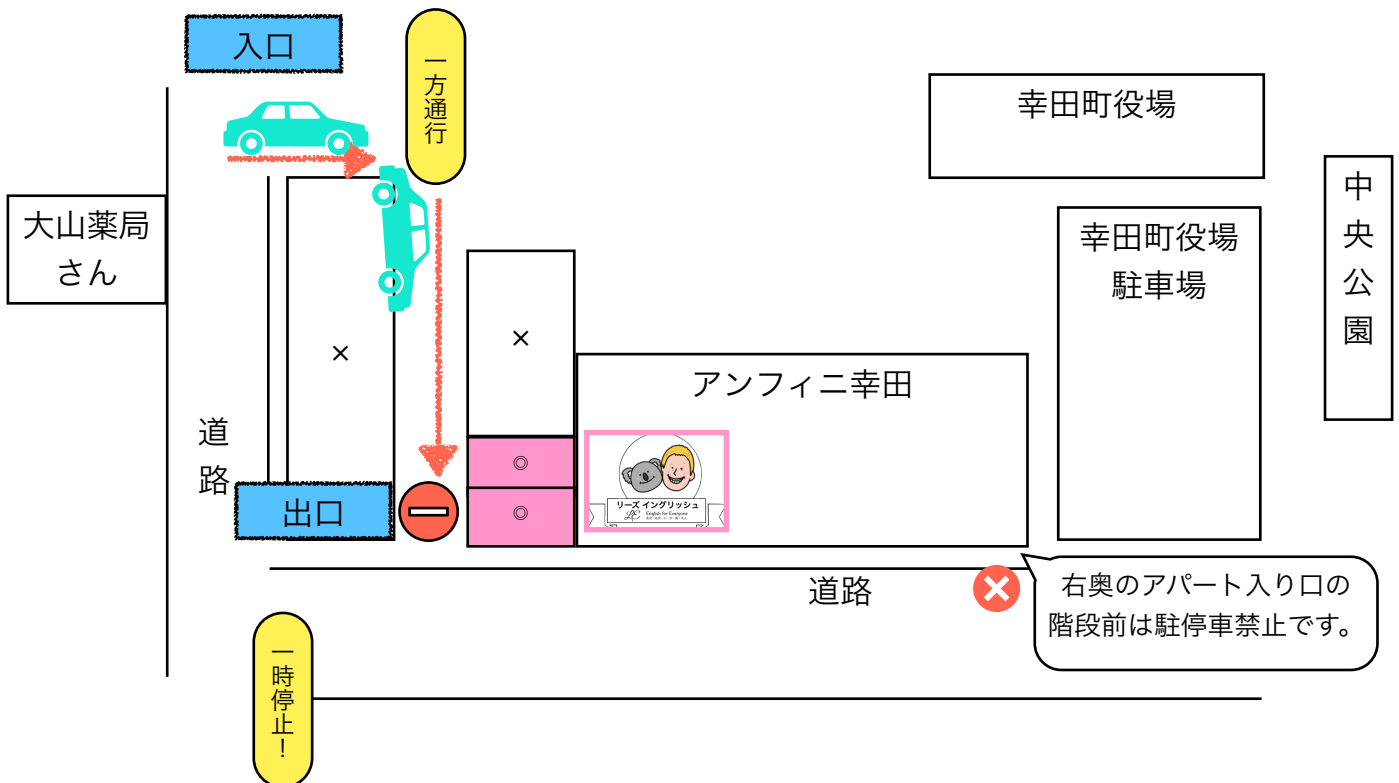 入口
一方通行
幸田町役場
中央公園
大山薬局
さん
幸田町役場
駐車場
×
×
アンフィニ幸田
道路
◎
◎
リーズ イングリッシュ
LE English for Everyone
出口
道路
右奥のアパート入り口の
階段前は駐停車禁止です。
一時停止！